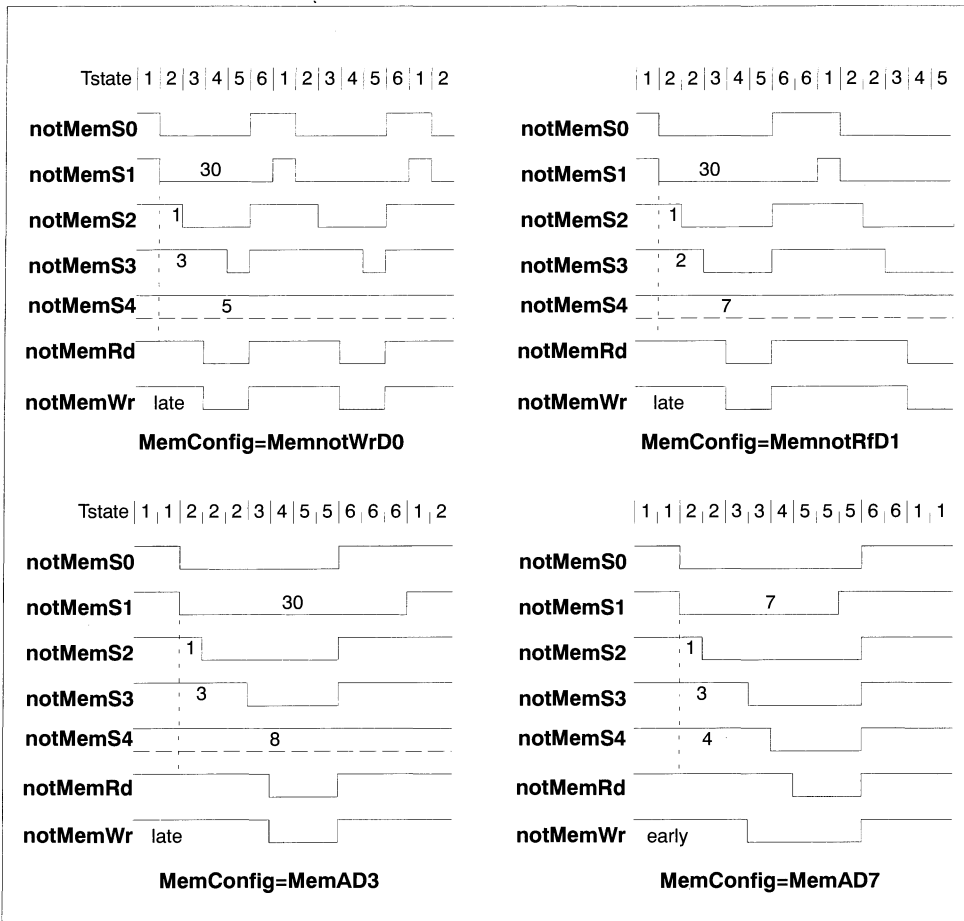 Tstate 1 2 3 4 5 6 1 2 3 4 5 6 1 2
notMemS0
notMemS1 30
notMemS2 1
notMemS3 3
notMemS4 5
notMemRd
notMemWr late
MemConfig=MemnotWrD0
1 2 2 3 4 5 6 6 1 2 2 3 4 5
notMemS0
notMemS1 30
notMemS2 1
notMemS3 2
notMemS4 7
notMemRd
notMemWr late
MemConfig=MemnotRfD1
Tstate 1 1 2 2 2 3 4 5 5 6 6 6 1 2
notMemS0
notMemS1 30
notMemS2 1
notMemS3 3
notMemS4 8
notMemRd
notMemWr late
MemConfig=MemAD3
1 1 2 2 3 3 4 5 5 5 6 6 1 1
notMemS0
notMemS1 7
notMemS2 1
notMemS3 3
notMemS4 4
notMemRd
notMemWr early
MemConfig=MemAD7